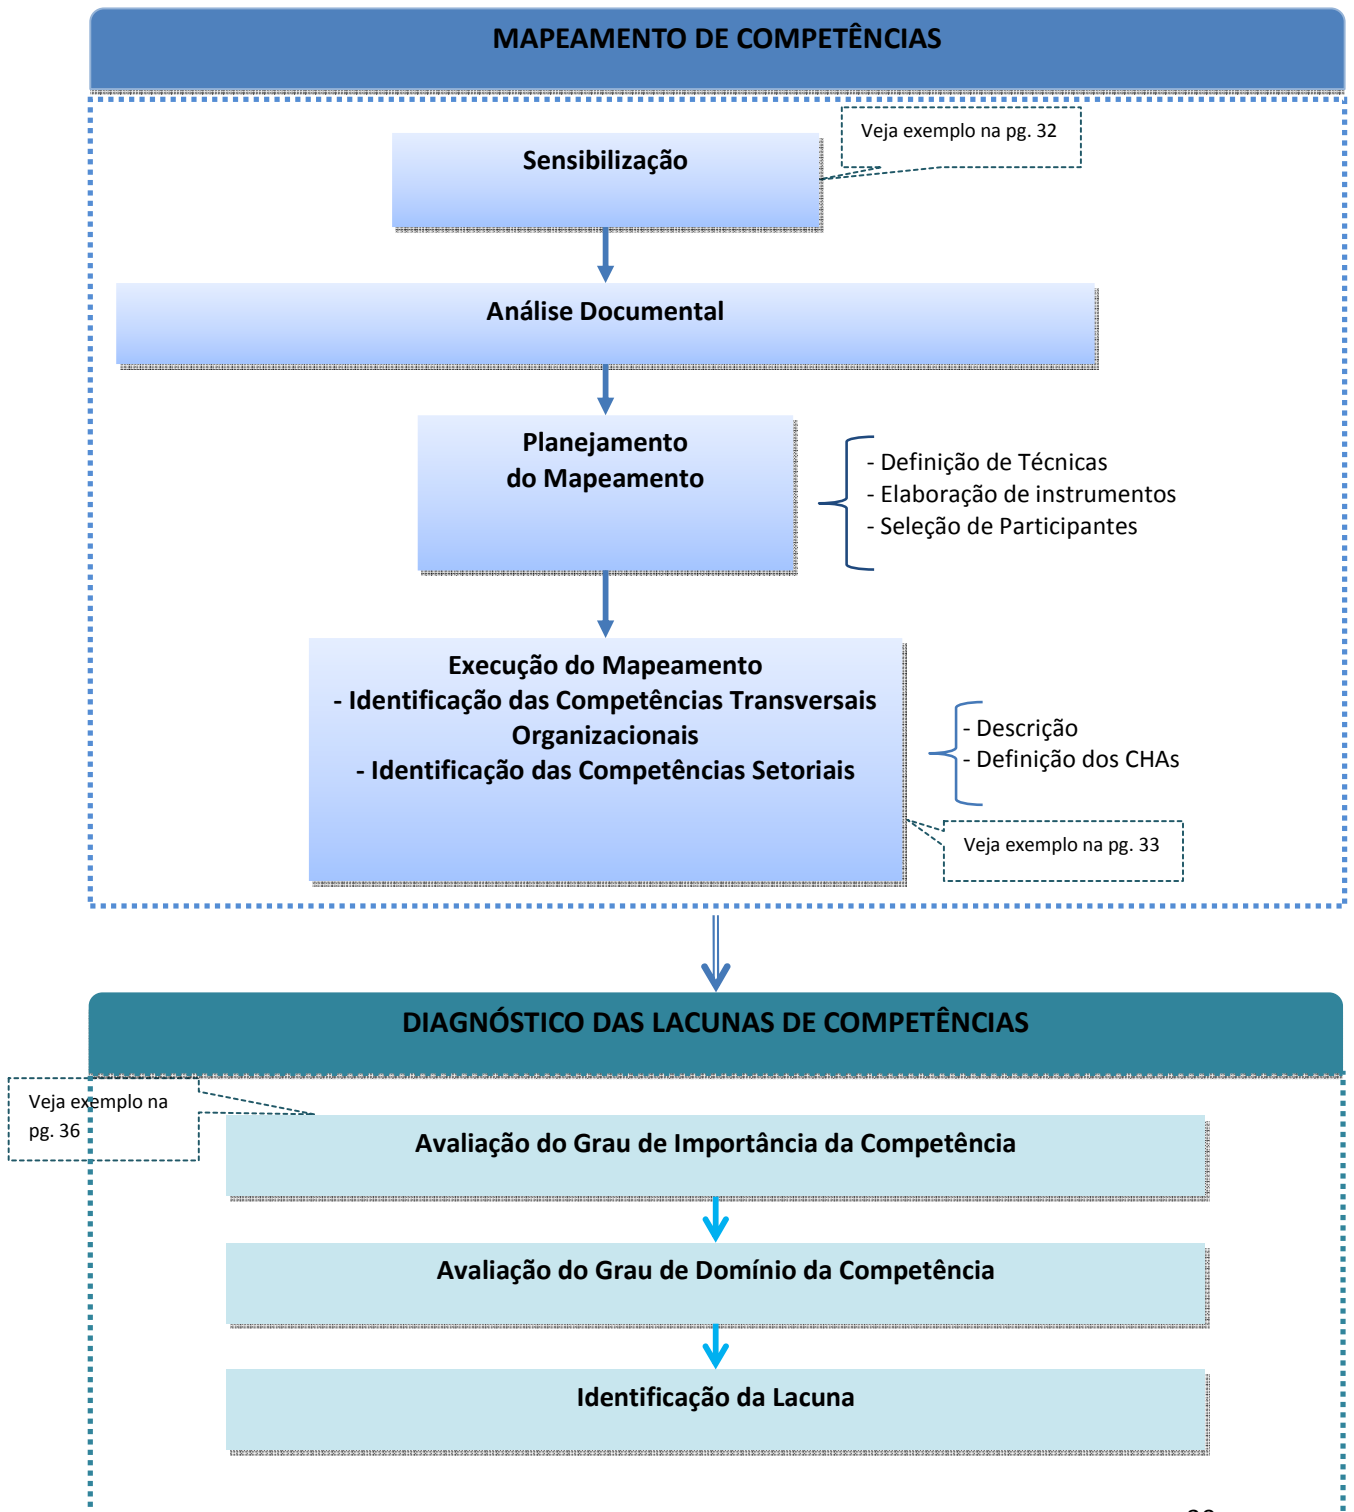 MAPEAMENTO DE COMPETÊNCIAS
Veja exemplo na pg. 32
Sensibilização
Análise Documental
Planejamento
do Mapeamento
- Definição de Técnicas
- Elaboração de instrumentos
- Seleção de Participantes
Execução do Mapeamento
- Identificação das Competências Transversais
Organizacionais
- Identificação das Competências Setoriais
- Descrição
- Definição dos CHAs
Veja exemplo na pg. 33
DIAGNÓSTICO DAS LACUNAS DE COMPETÊNCIAS
Veja exemplo na
pg. 36
Avaliação do Grau de Importância da Competência
Avaliação do Grau de Domínio da Competência
Identificação da Lacuna